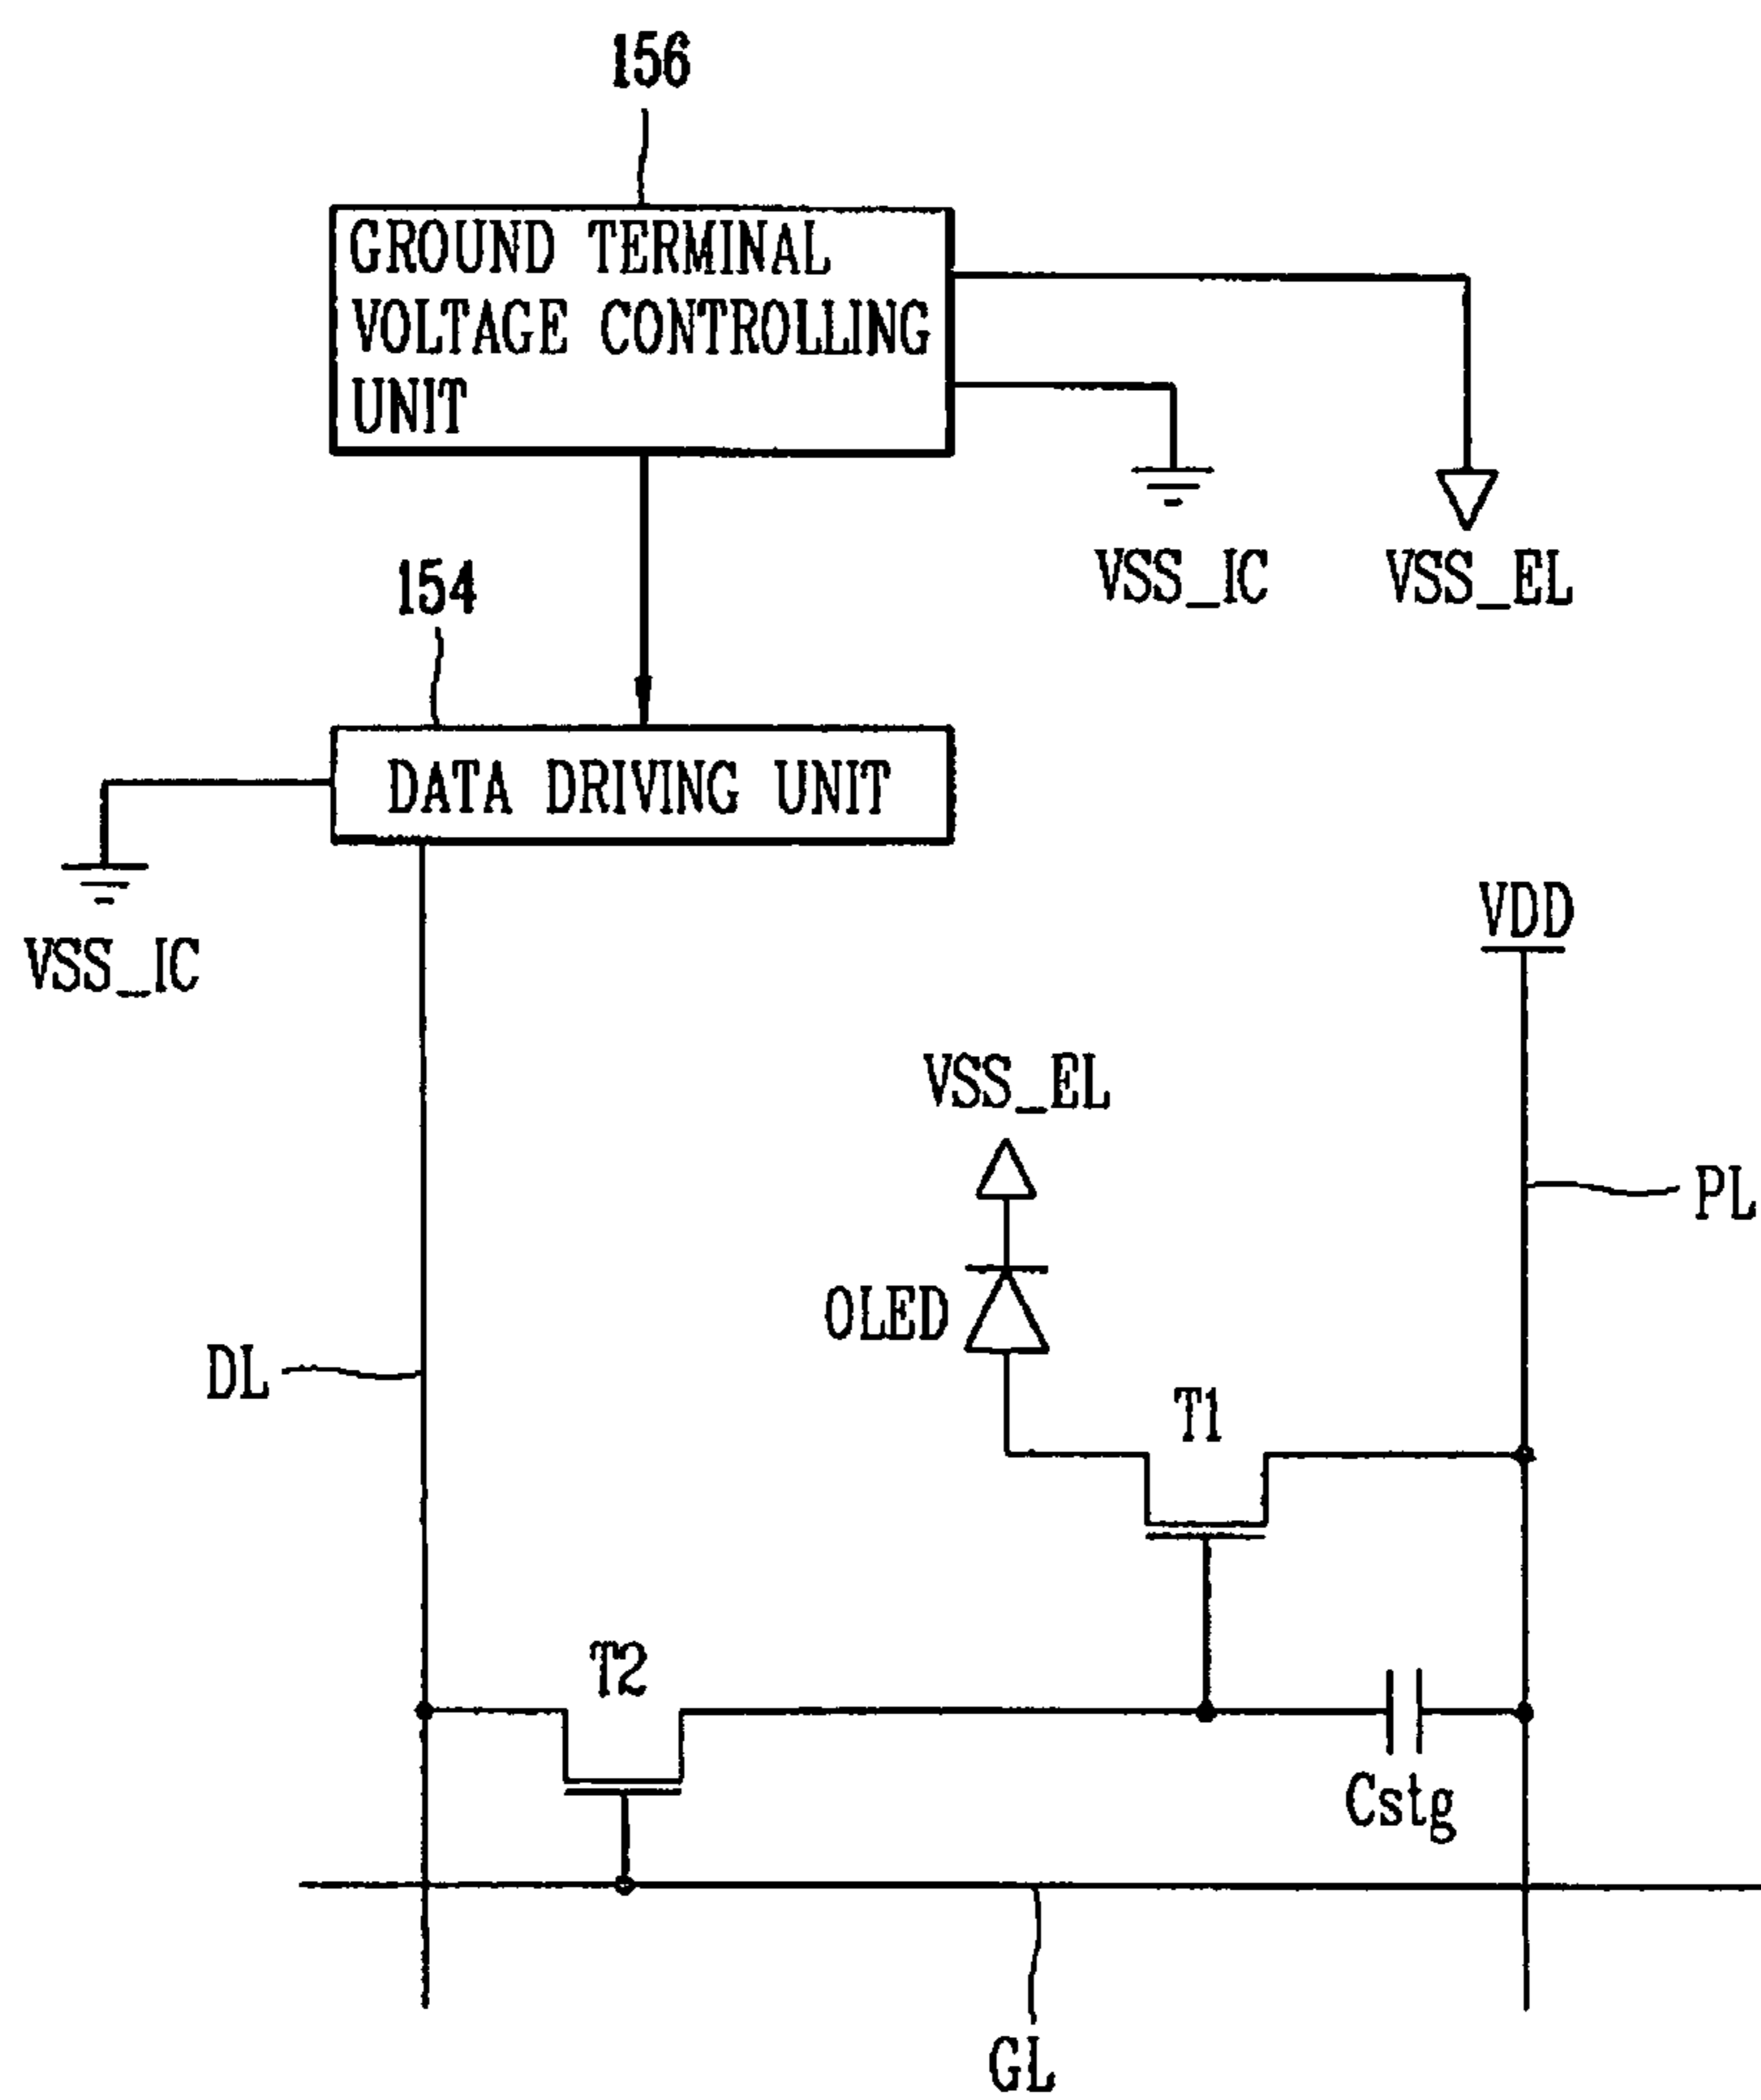 156
GROUND TERMINAL
VOLTAGE CONTROLLING
UNIT
VSS_IC
VSS_EL
154
DATA DRIVING UNIT
VSS_IC
VDD
VSS_EL
PL
OLED
DL
T1
T2
Cstg
GL